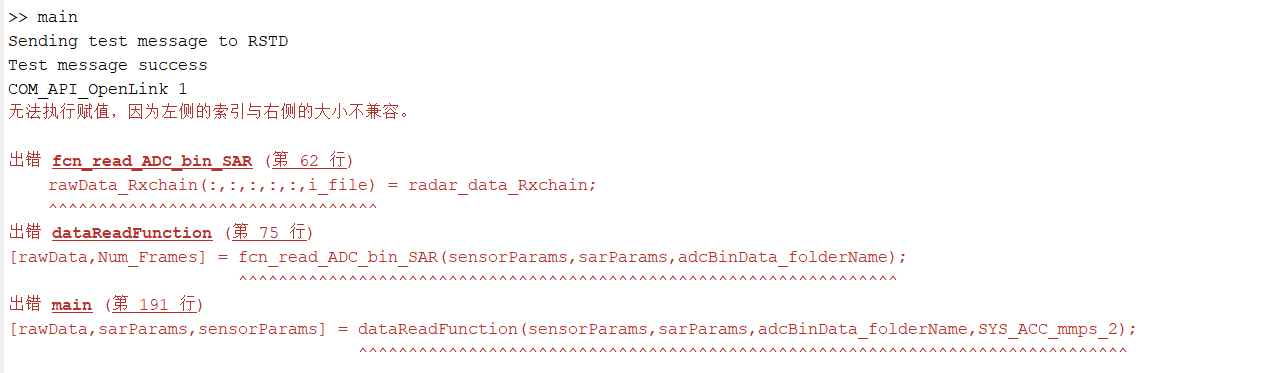 >> main
Sending test message to RSTD
Test message success
COM_API_OpenLink 1
无法执行赋值，因为左侧的索引与右侧的大小不兼容。
出错 fcn_read_ADC_bin_SAR (第 62 行)
rawData_Rxchain(:,:,:,:,:,i_file) = radar_data_Rxchain;
^^^^^^^^^^^^^^^^^^^^^^^^^^^^^^^^^
出错 dataReadFunction (第 75 行)
[rawData,Num_Frames] = fcn_read_ADC_bin_SAR(sensorParams,sarParams,adcBinData_folderName);
^^^^^^^^^^^^^^^^^^^^^^^^^^^^^^^^^^^^^^^^^^^^^^^^^^^^^^^^^^^^^^^^^^
出错 main (第 191 行)
[rawData,sarParams,sensorParams] = dataReadFunction(sensorParams,sarParams,adcBinData_folderName,SYS_ACC_mmps_2);
^^^^^^^^^^^^^^^^^^^^^^^^^^^^^^^^^^^^^^^^^^^^^^^^^^^^^^^^^^^^^^^^^^^^^^^^^^^^^